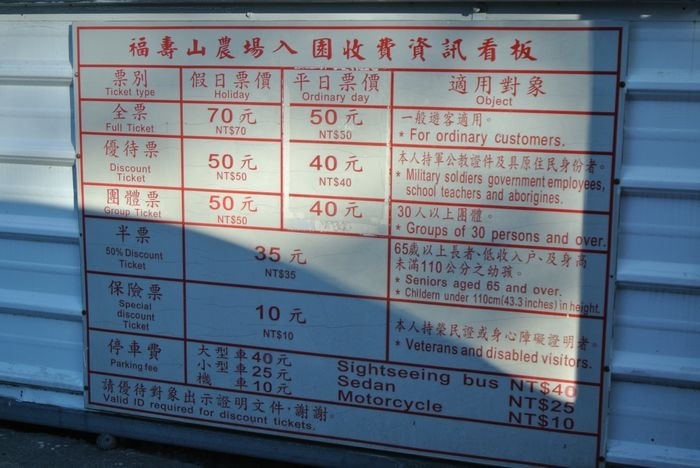 福壽山農場入園收費資訊看板
票別 假日票價 平日票價 適用對象
Ticket type Holiday Ordinary day Object
全票 70元 50元 一般遊客適用。
Full Ticket NT$70 NT$50 * For ordinary customers.
優待票 50元 40元 本人持軍公教證件及具原住民身份者。
Discount Ticket NT$50 NT$40 * Military soldiers government employees,
school teachers and aborigines.
團體票 50元 40元 30人以上團體。
Group Ticket NT$50 * Groups of 30 persons and over.
半票 35元 65歲以上長者、低收入戶、及身高
未滿110公分之幼孩。
50% Discount Ticket NT$35 * Seniors aged 65 and over.
* Childern under 110cm(43.3inches) in height.
保險票 10元 本人持榮民證或身心障礙證明者。
Special discount Ticket NT$10 * Veterans and disabled visitors.
停車費 大型車40元 Sightseeing bus NT$40
Parking fee 小型車25元 Sedan NT$25
機車10元 Motorcycle NT$10
請優待對象出示證明文件,謝謝。
Valid ID required for discount tickets.